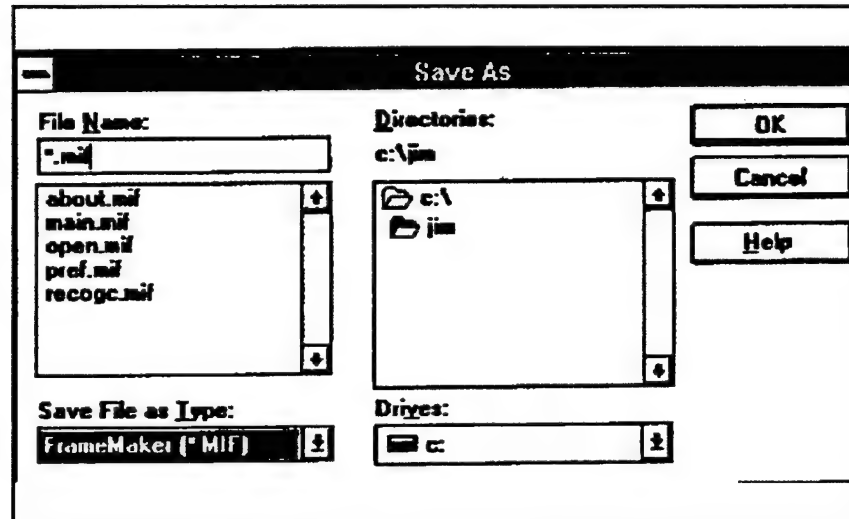 Save As
File Name:
*.mif
about.mif
main.mif
open.mif
pref.mif
recogc.mif
Save File as Type:
FrameMaker (*.MIF)
Directories:
c:\jim
c:\
jim
Drives:
c:
OK
Cancel
Help